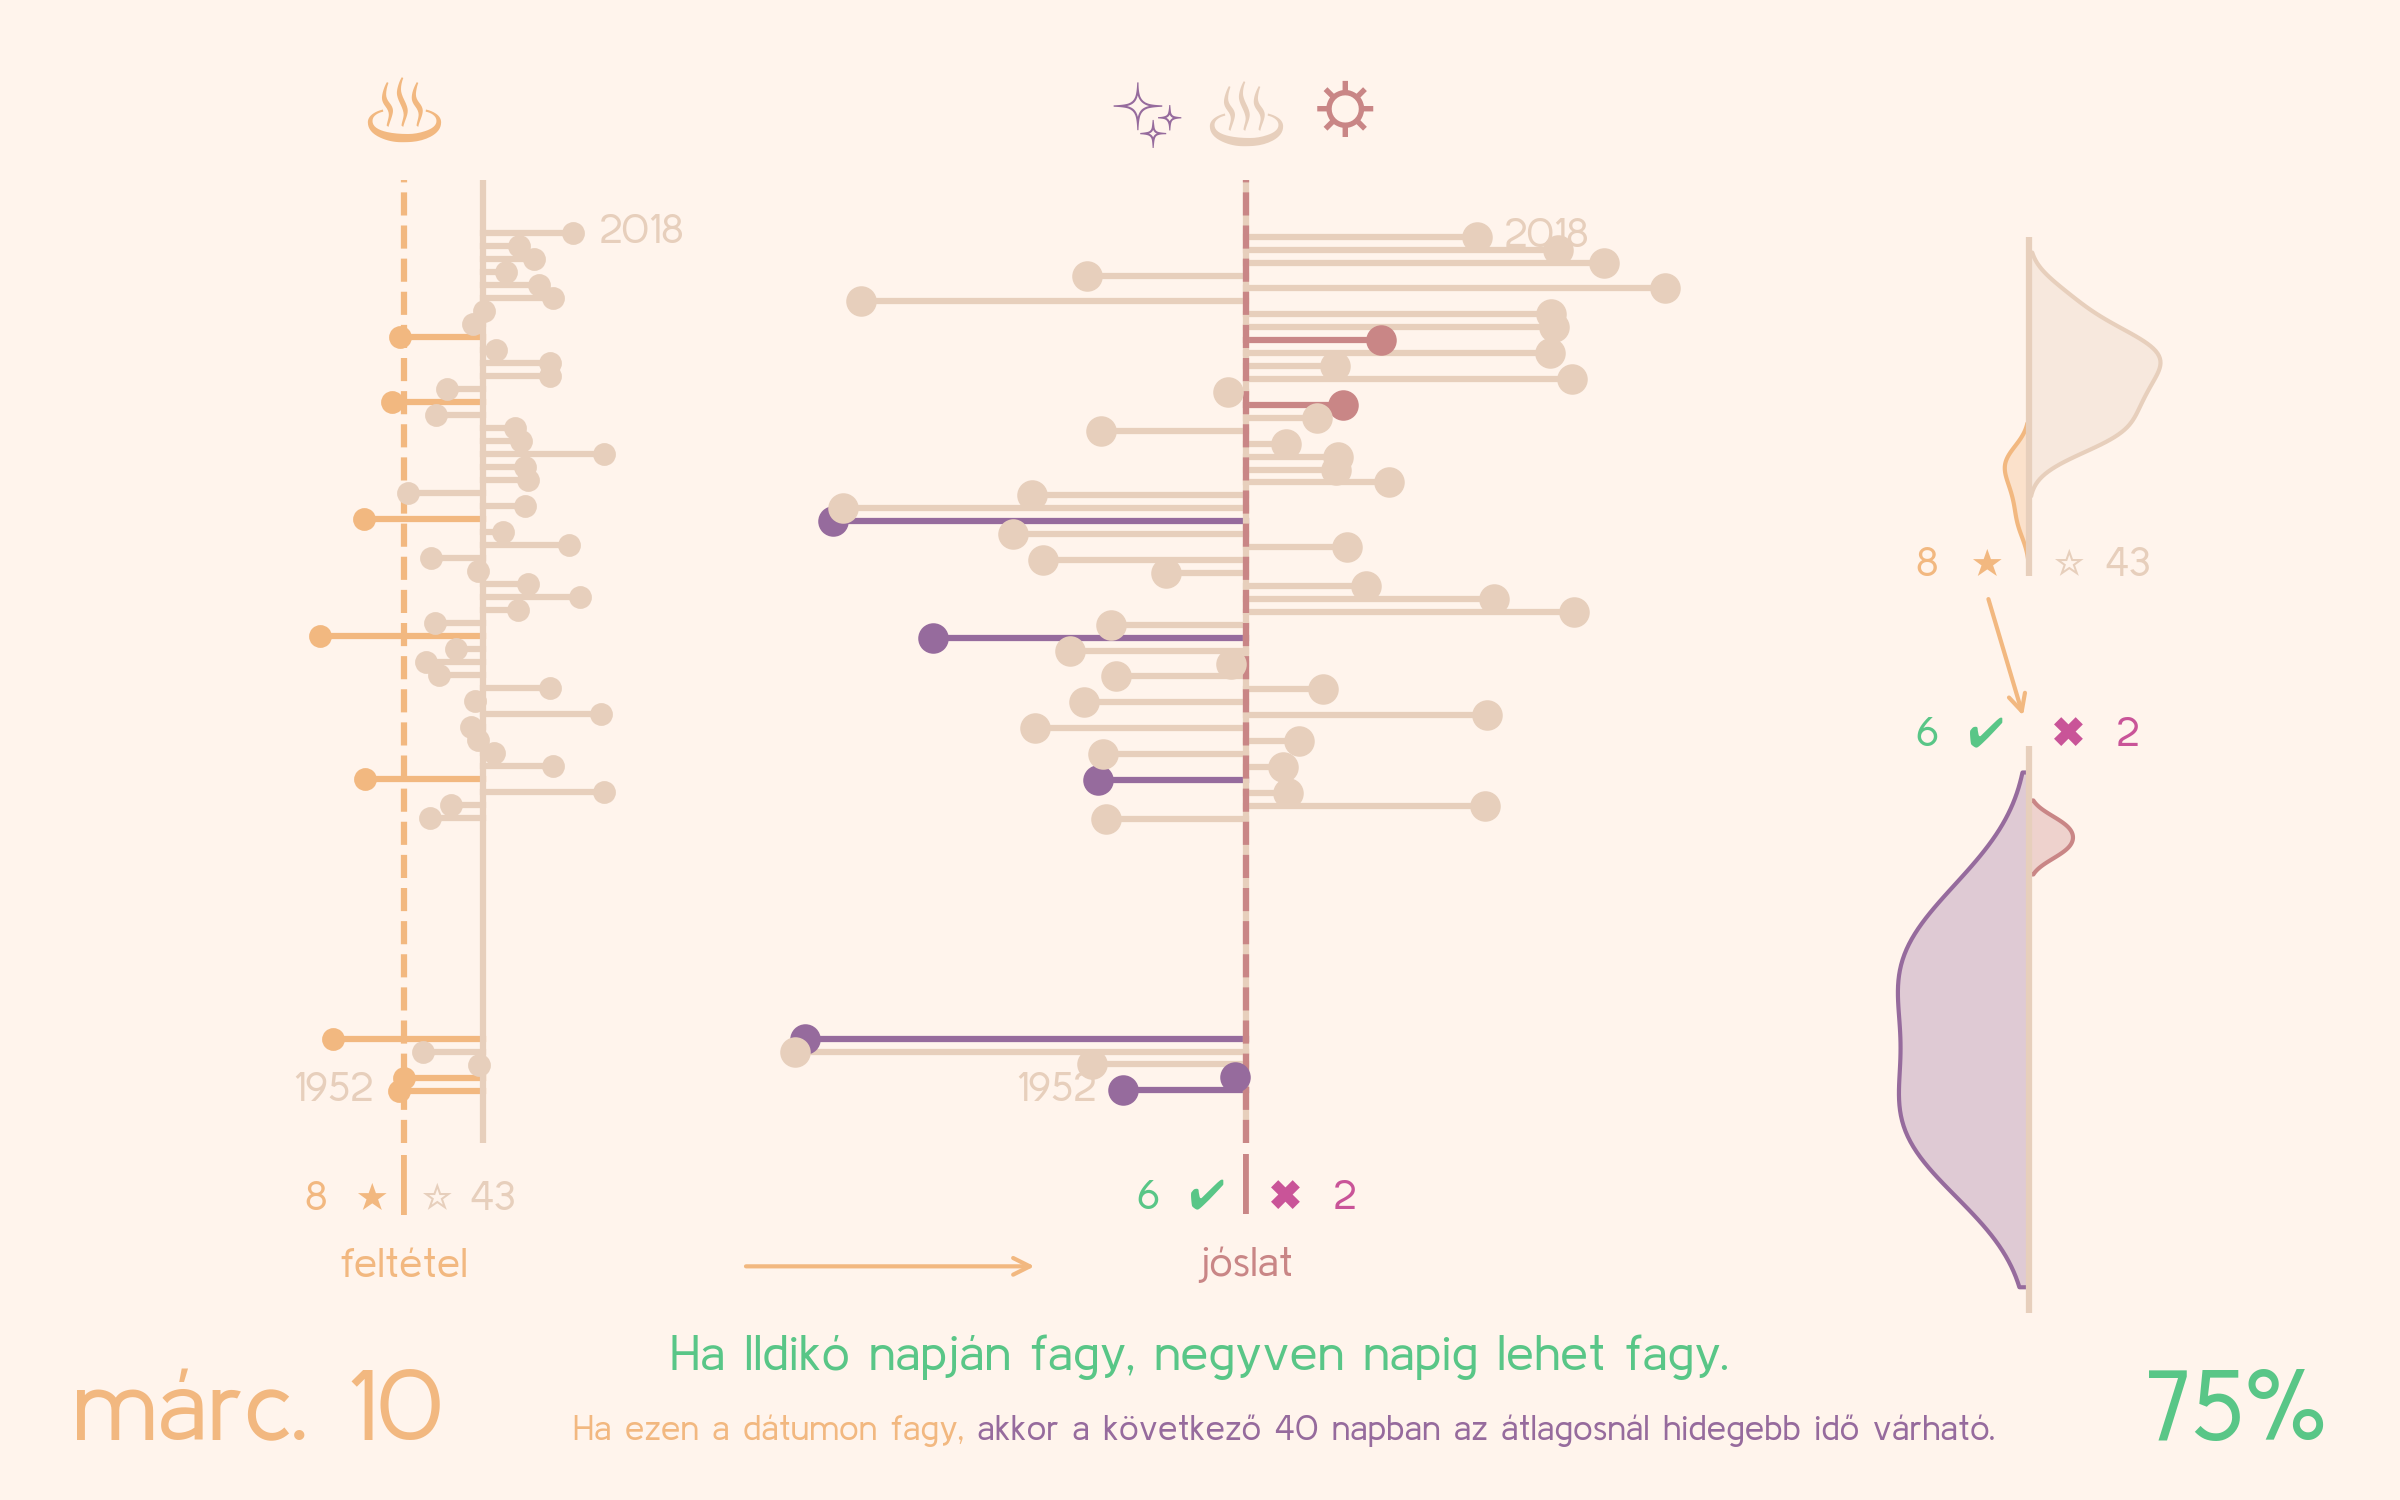 2018
2018
1952
1952
8 ★ ☆ 43
6 ✔ ✖ 2
8 ★ ☆ 43
6 ✔ ✖ 2
feltétel
jóslat
Ha Ildikó napján fagy, negyven napig lehet fagy.
márc. 10
Ha ezen a dátumon fagy, akkor a következő 40 napban az átlagosnál hidegebb idő várható.
75%